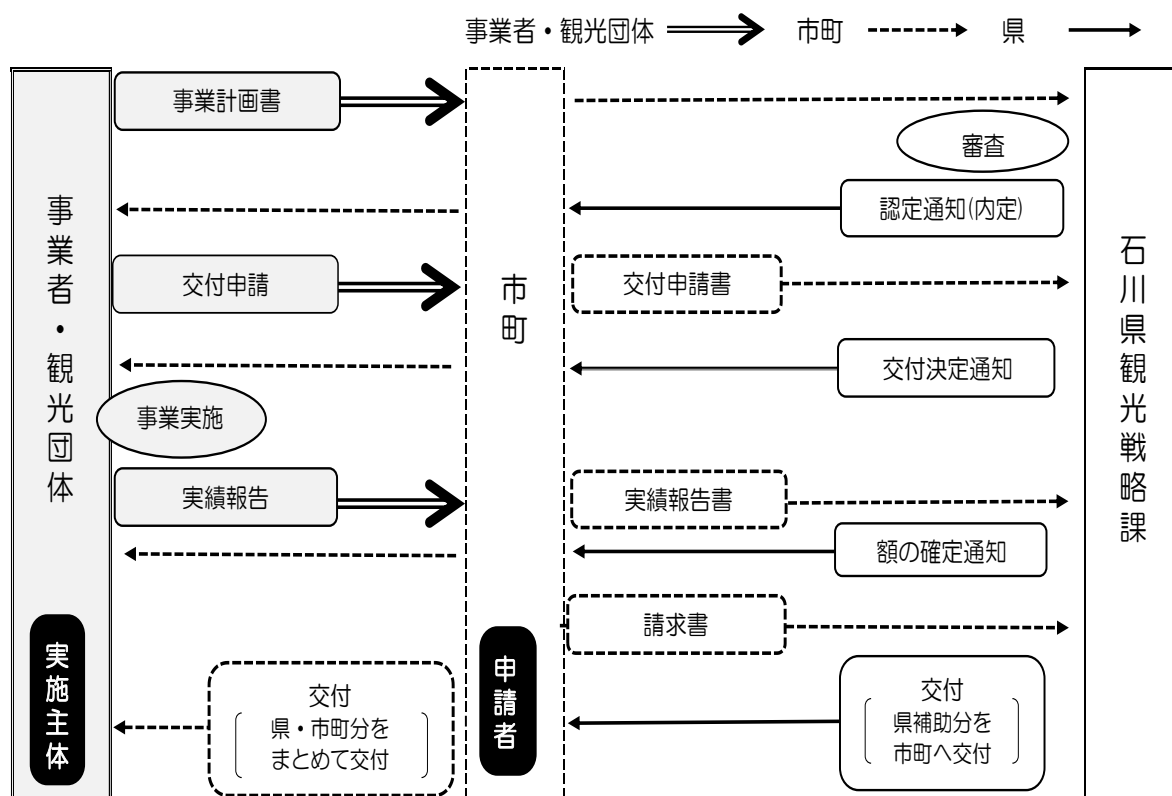 事業者・観光団体
市町
県
事業者・観光団体
実施主体
市町
申請者
石川県観光戦略課
事業計画書
審査
認定通知(内定)
交付申請
交付申請書
交付決定通知
事業実施
実績報告
実績報告書
額の確定通知
請求書
交付
県・市町分を
まとめて交付
交付
県補助分を
市町へ交付